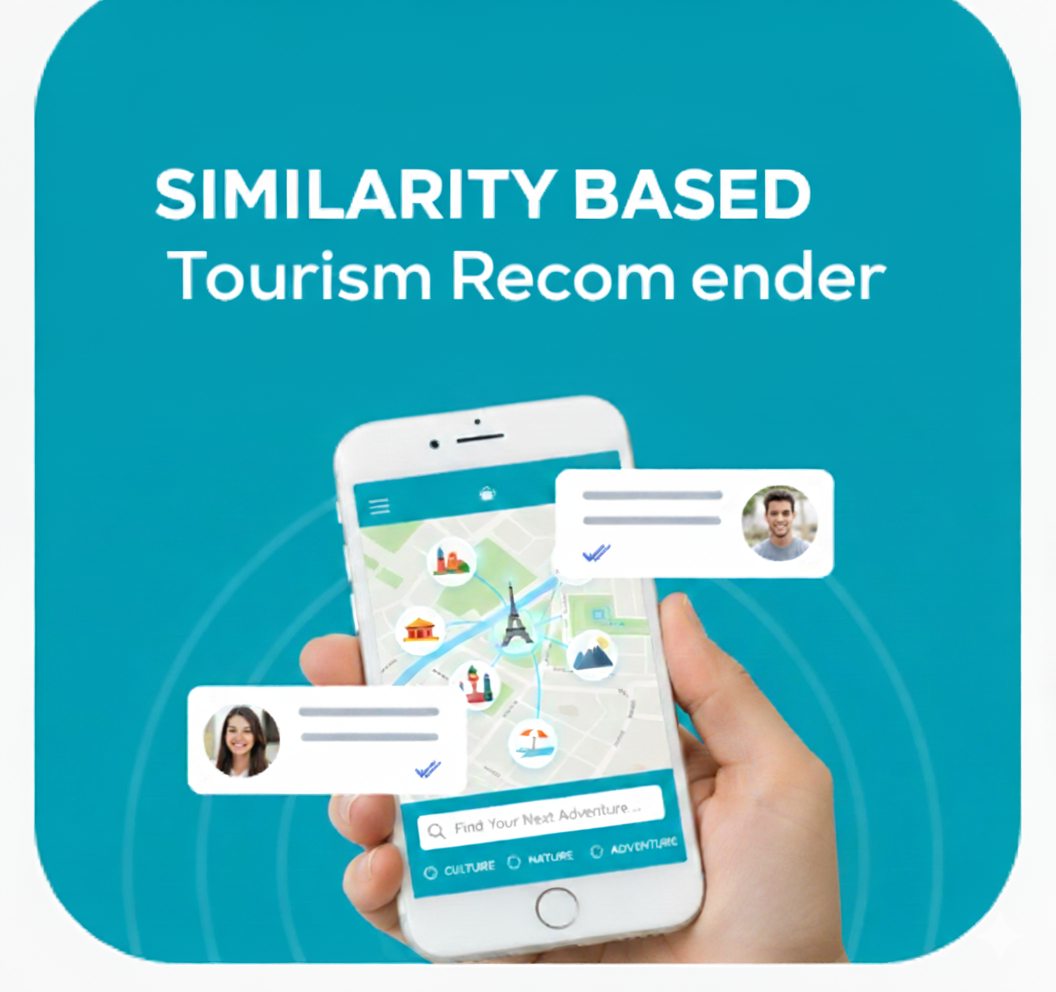 SIMILARITY BASED
Tourism Recom ender
Find Your Next Adventure ...
CULTURE NATURE ADVENTURE